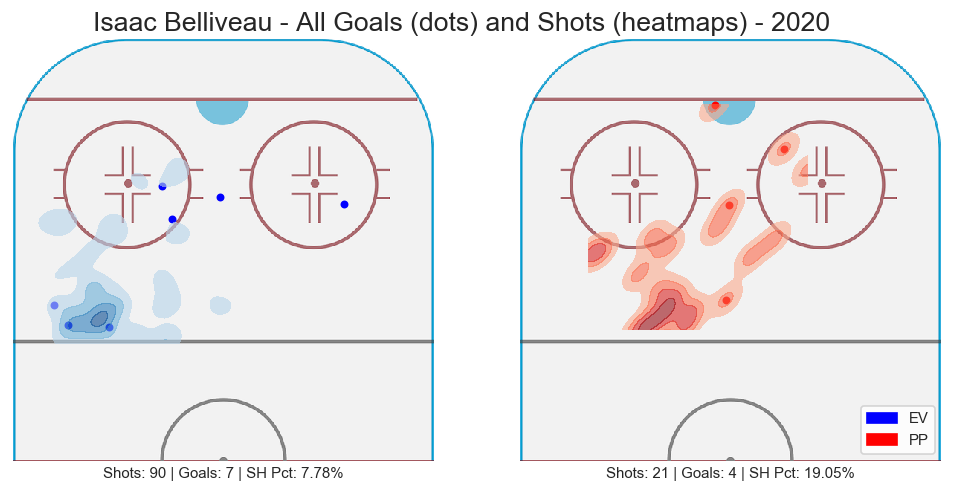 Isaac Belliveau - All Goals (dots) and Shots (heatmaps) - 2020
EV
PP
Shots: 90 | Goals: 7 | SH Pct: 7.78%
Shots: 21 | Goals: 4 | SH Pct: 19.05%